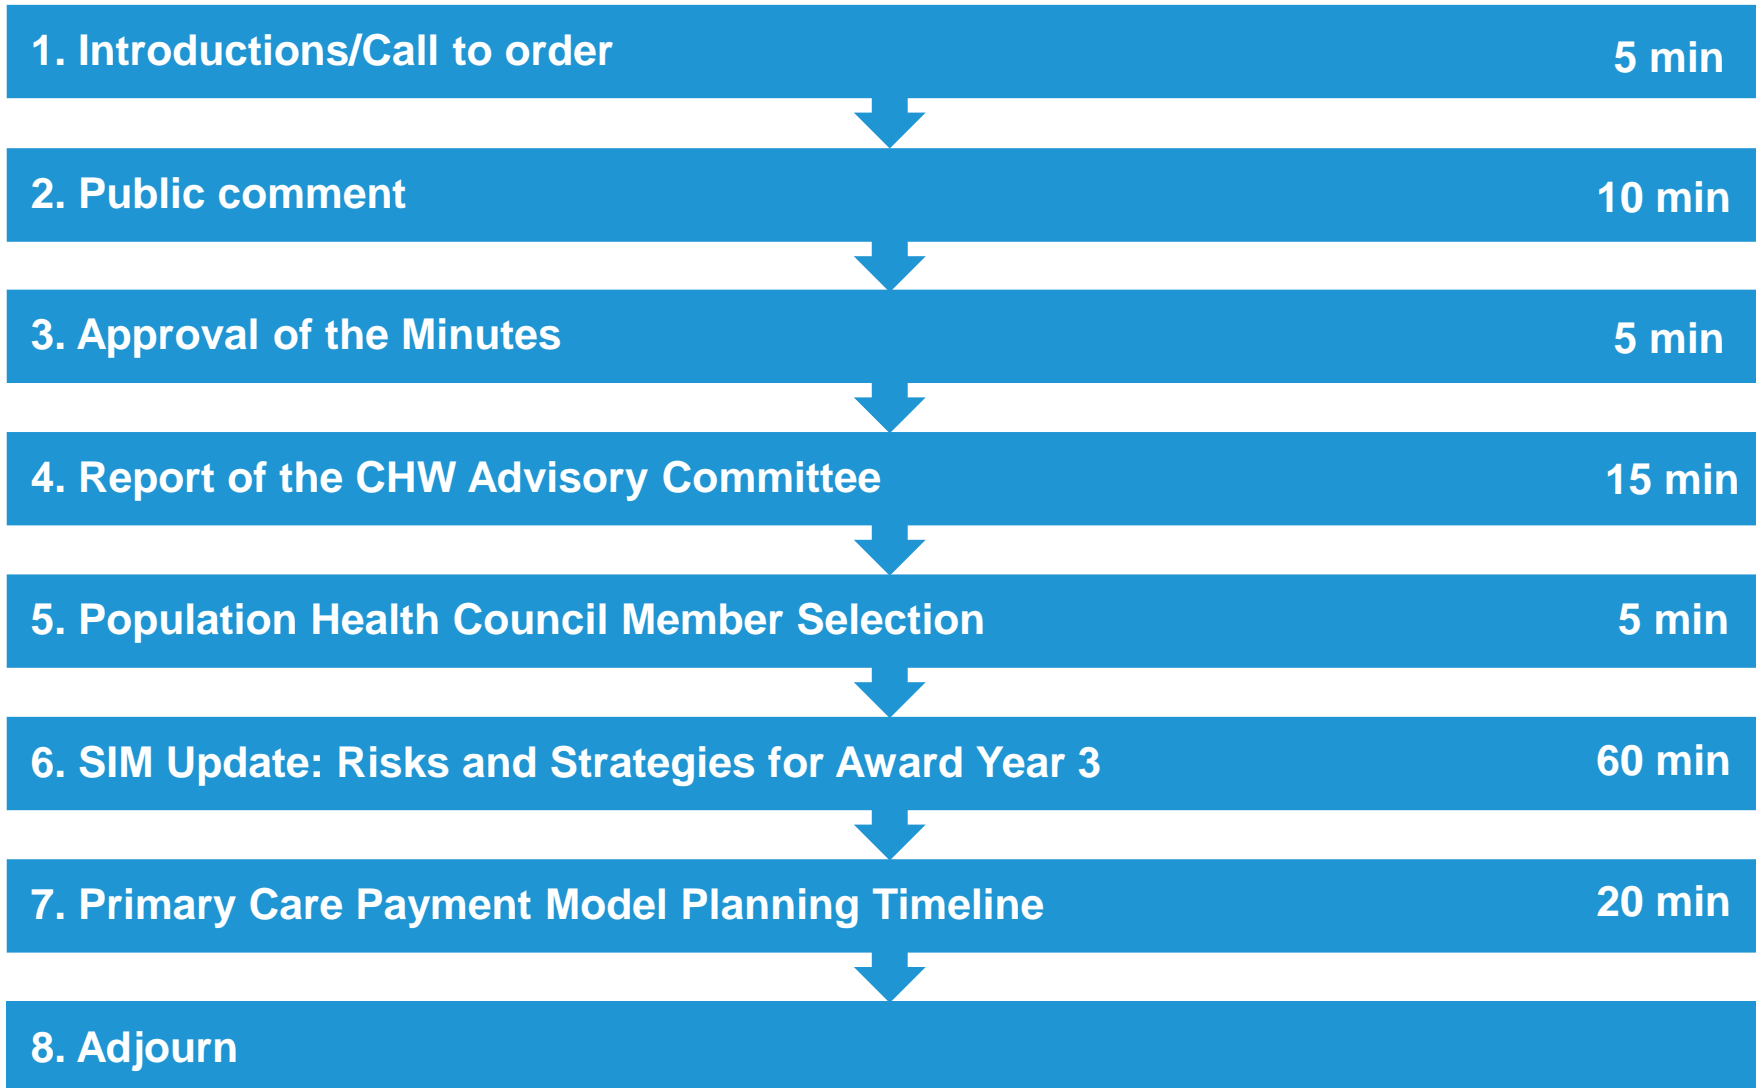 1. Introductions/Call to order 5 min
2. Public comment 10 min
3. Approval of the Minutes 5 min
4. Report of the CHW Advisory Committee 15 min
5. Population Health Council Member Selection 5 min
6. SIM Update: Risks and Strategies for Award Year 3 60 min
7. Primary Care Payment Model Planning Timeline 20 min
8. Adjourn